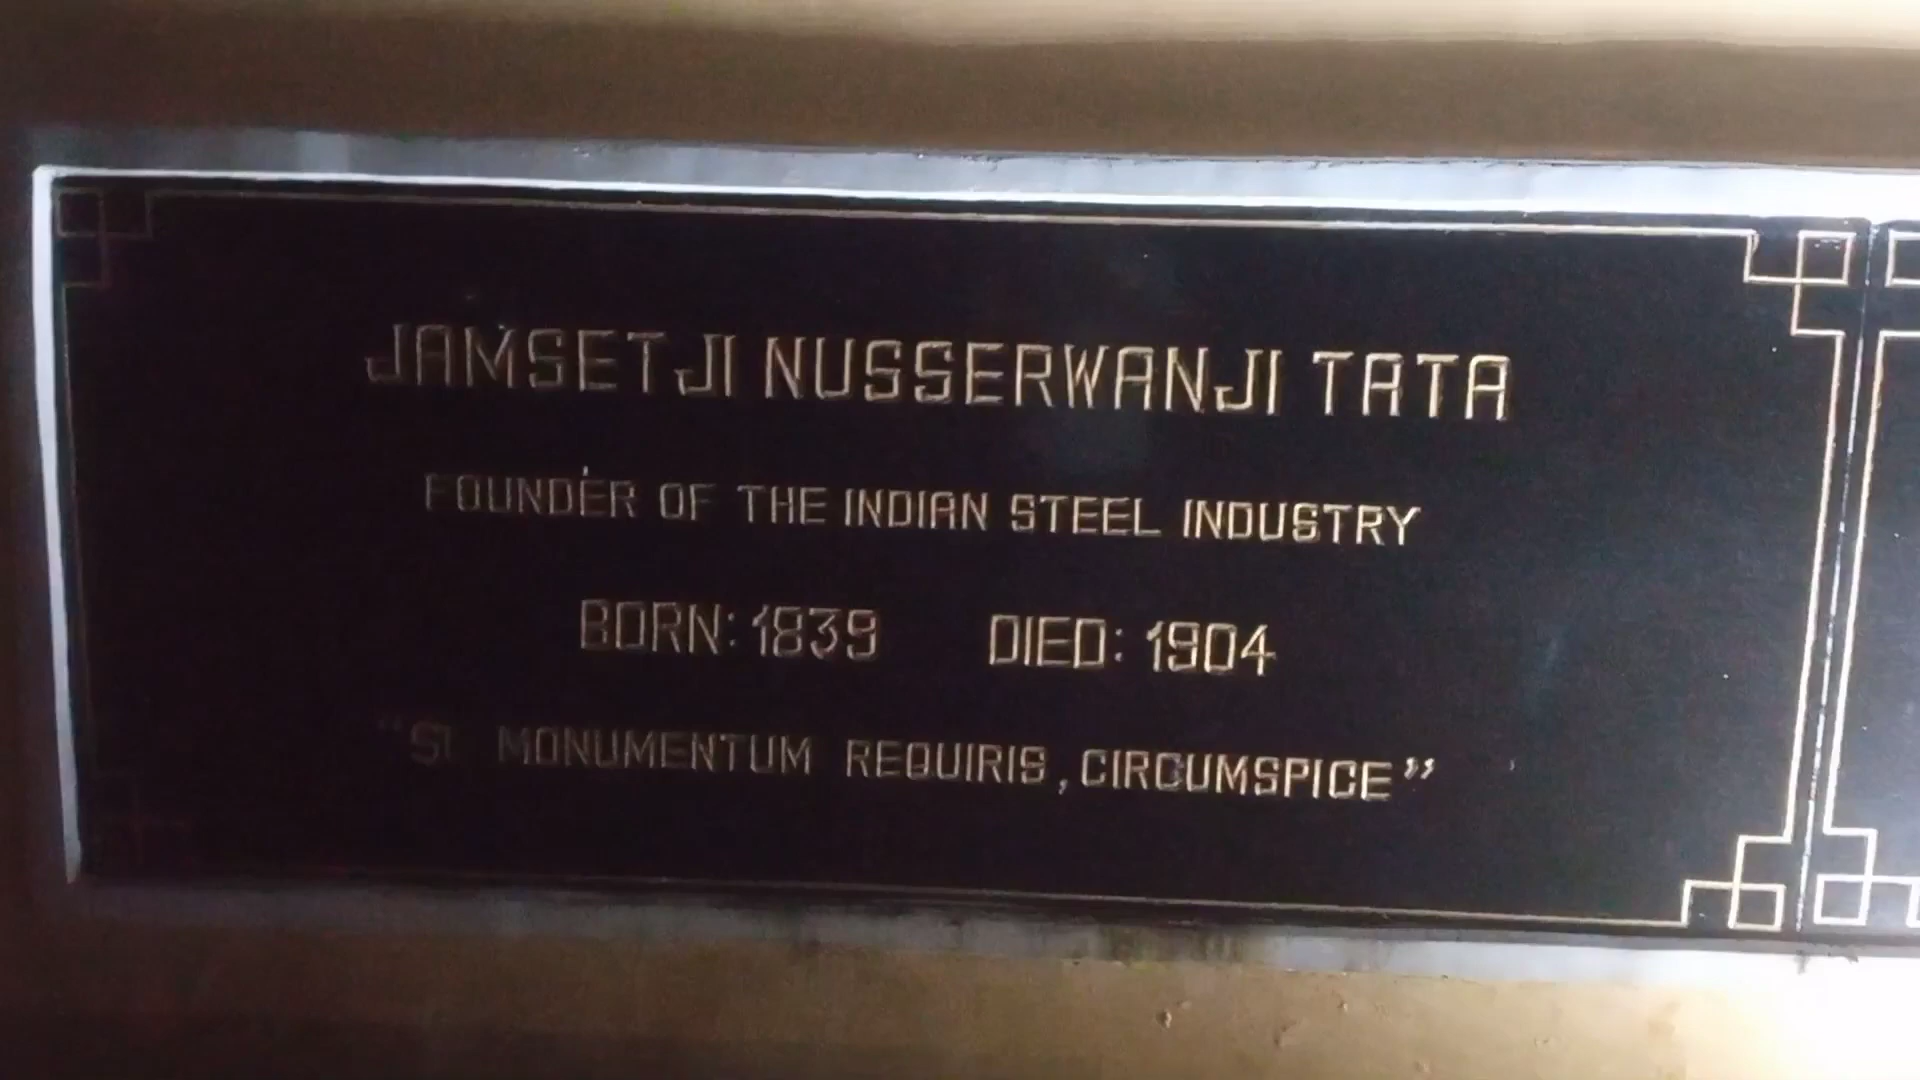 JAMSETJI NUSSERWANJI TATA
FOUNDER OF THE INDIAN STEEL INDUSTRY
BORN: 1839 DIED: 1904
"SI MONUMENTUM REQUIRIS, CIRCUMSPICE"